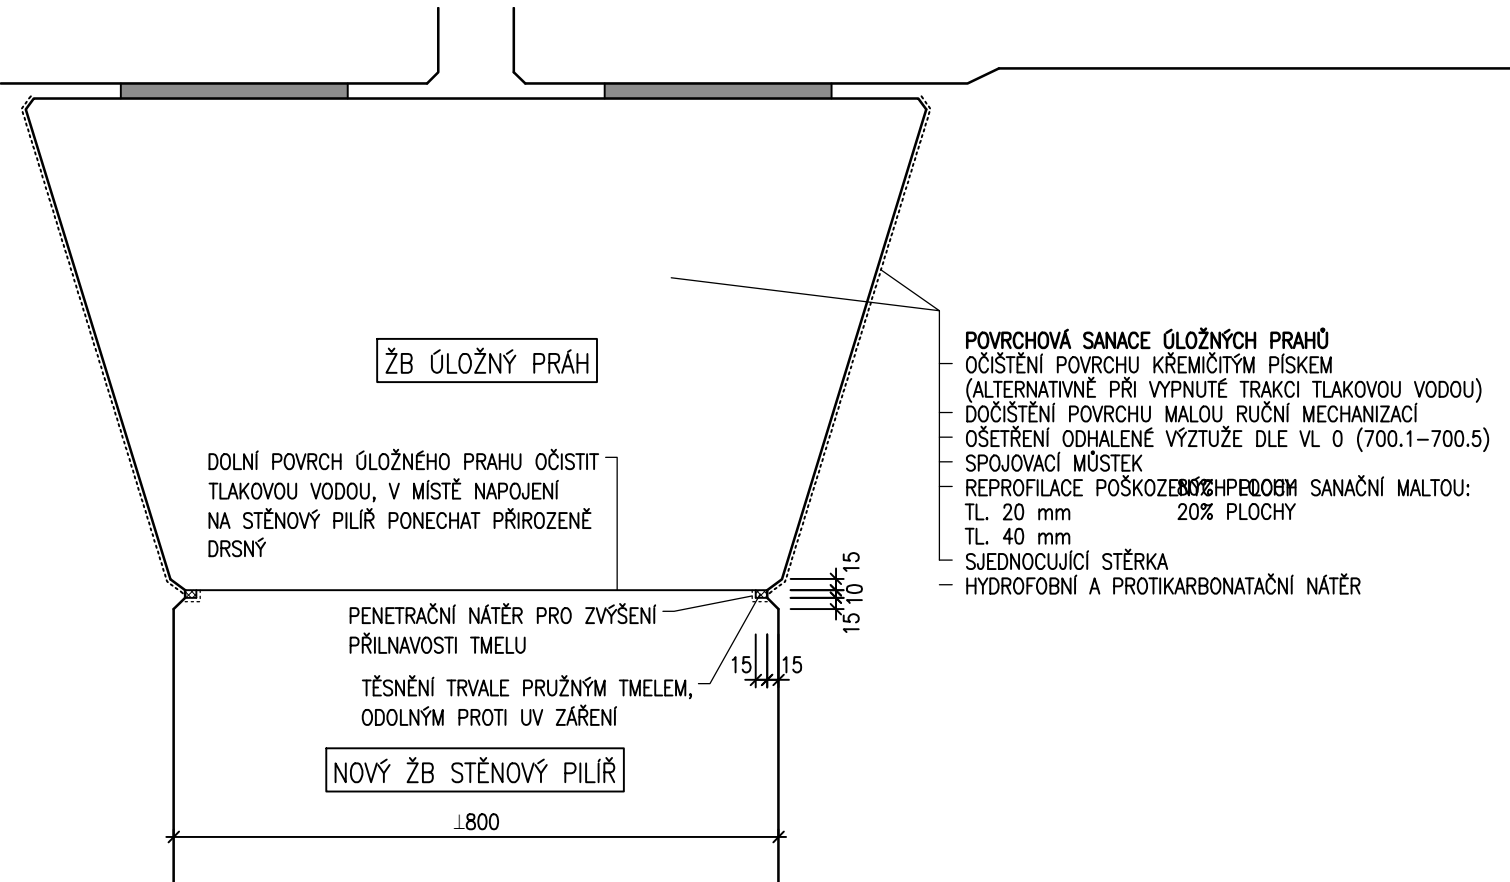 ŽB ÚLOŽNÝ PRÁH
POVRCHOVÁ SANACE ÚLOŽNÝCH PRAHŮ
OČIŠTĚNÍ POVRCHU KŘEMIČITÝM PÍSKEM
(ALTERNATIVNĚ PŘI VYPNUTÉ TRAKCI TLAKOVOU VODOU)
DOČIŠTĚNÍ POVRCHU MALOU RUČNÍ MECHANIZACÍ
OŠETŘENÍ ODHALENÉ VÝZTUŽE DLE VL 0 (700.1-700.5)
SPOJOVACÍ MŮSTEK
REPROFILACE POŠKOZENÝCH PLOCH SANAČNÍ MALTOU:
80% PLOCHY
TL. 20 mm 20% PLOCHY
TL. 40 mm
SJEDNOCUJÍCÍ STĚRKA
HYDROFOBNÍ A PROTIKARBONATAČNÍ NÁTĚR
DOLNÍ POVRCH ÚLOŽNÉHO PRAHU OČISTIT
TLAKOVOU VODOU, V MÍSTĚ NAPOJENÍ
NA STĚNOVÝ PILÍŘ PONECHAT PŘIROZENĚ
DRSNÝ
PENETRAČNÍ NÁTĚR PRO ZVÝŠENÍ
PŘILNAVOSTI TMELU
TĚSNĚNÍ TRVALE PRUŽNÝM TMELEM,
ODOLNÝM PROTI UV ZÁŘENÍ
15
10
15
15 15
NOVÝ ŽB STĚNOVÝ PILÍŘ
⊥800